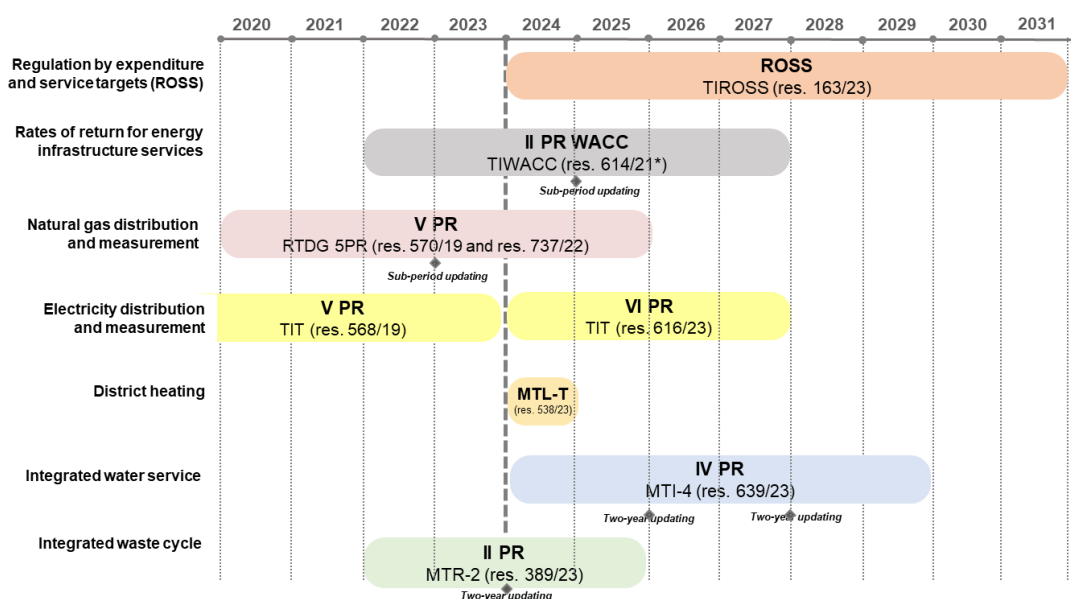 2020 2021 2022 2023 2024 2025 2026 2027 2028 2029 2030 2031
Regulation by expenditure
and service targets (ROSS)
ROSS
TIROSS (res. 163/23)
Rates of return for energy
infrastructure services
II PR WACC
TIWACC (res. 614/21*)
Sub-period updating
Natural gas distribution
and measurement
V PR
RTDG 5PR (res. 570/19 and res. 737/22)
Sub-period updating
Electricity distribution
and measurement
V PR
TIT (res. 568/19)
VI PR
TIT (res. 616/23)
District heating
MTL-T
(res. 538/23)
Integrated water service
IV PR
MTI-4 (res. 639/23)
Two-year updating
Two-year updating
Integrated waste cycle
II PR
MTR-2 (res. 389/23)
Two-year updating